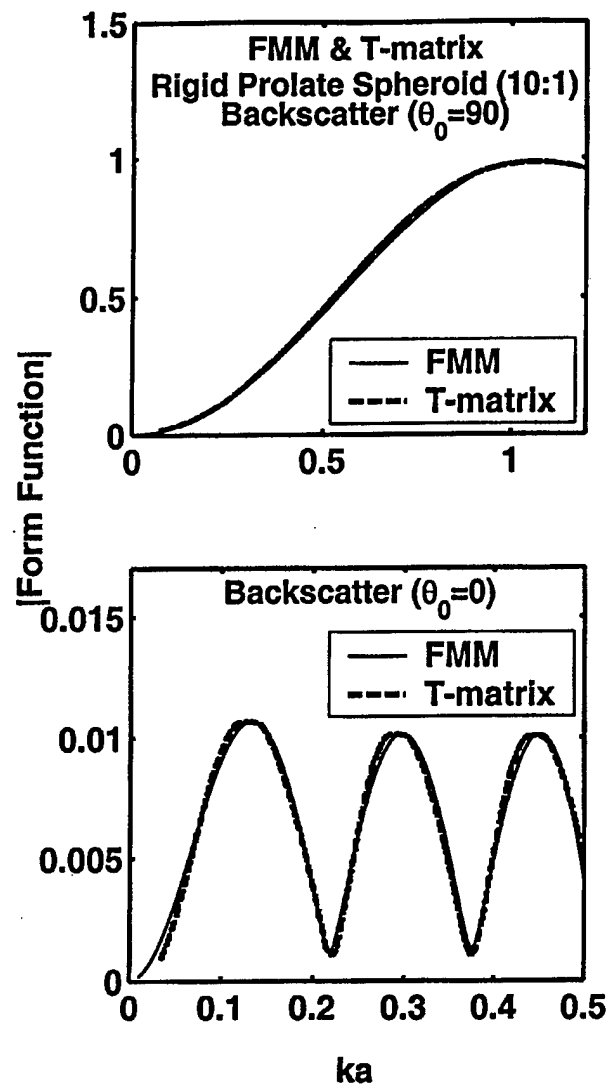 1.5
FMM & T-matrix
Rigid Prolate Spheroid (10:1)
Backscatter (θ0=90)
1
0.5
FMM
T-matrix
0
0 0.5 1
|Form Function|
Backscatter (θ0=0)
0.015
FMM
T-matrix
0.01
0.005
0
0 0.1 0.2 0.3 0.4 0.5
ka